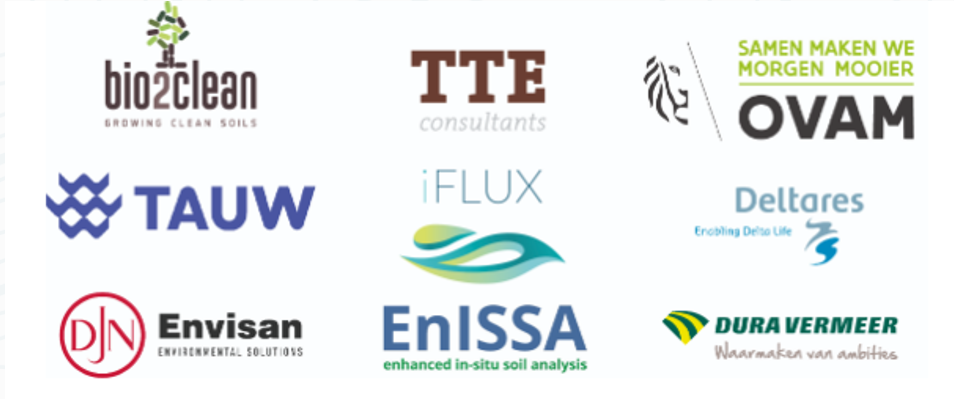 bio2clean
GROWING CLEAN SOILS
TTE
consultants
SAMEN MAKEN WE
MORGEN MOOIER
OVAM
TAUW
iFLUX
Deltares
Enabling Delta Life
DJN
Envisan
ENVIRONMENTAL SOLUTIONS
EnISSA
enhanced in-situ soil analysis
DURA VERMEER
Waarmaken van ambities